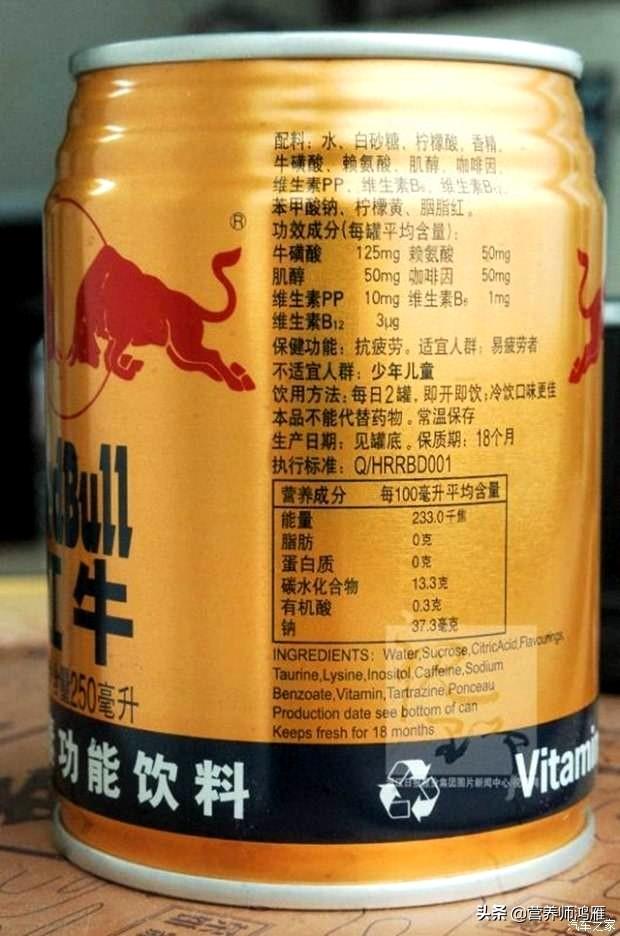 配料：水、白砂糖、柠檬酸、香精、
牛磺酸、赖氨酸、肌醇、咖啡因、
维生素PP、维生素B₆、维生素B₁₂、
苯甲酸钠、柠檬黄、胭脂红。
功效成分(每罐平均含量)：
牛磺酸 125mg 赖氨酸 50mg
肌醇 50mg 咖啡因 50mg
维生素PP 10mg 维生素B₆ 1mg
维生素B₁₂ 3μg
保健功能：抗疲劳。适宜人群：易疲劳者
不适宜人群：少年儿童
饮用方法：每日2罐，即开即饮；冷饮口味更佳
本品不能代替药物。常温保存
生产日期：见罐底。保质期：18个月
执行标准：Q/HRRBD001
营养成分 每100毫升平均含量
能量 233.0千焦
脂肪 0克
蛋白质 0克
碳水化合物 13.3克
有机酸 0.3克
钠 37.3毫克
INGREDIENTS: Water,Sucrose,CitricAcid,Flavourings,
Taurine,Lysine,Inositol,Caffeine,Sodium
Benzoate,Vitamin,Tartrazine,Ponceau
Production date see bottom of can
Keeps fresh for 18 months
®
dBull
牛
量250毫升
功能饮料
Vitamin
头条 @营养师鸿雁
汽车之家